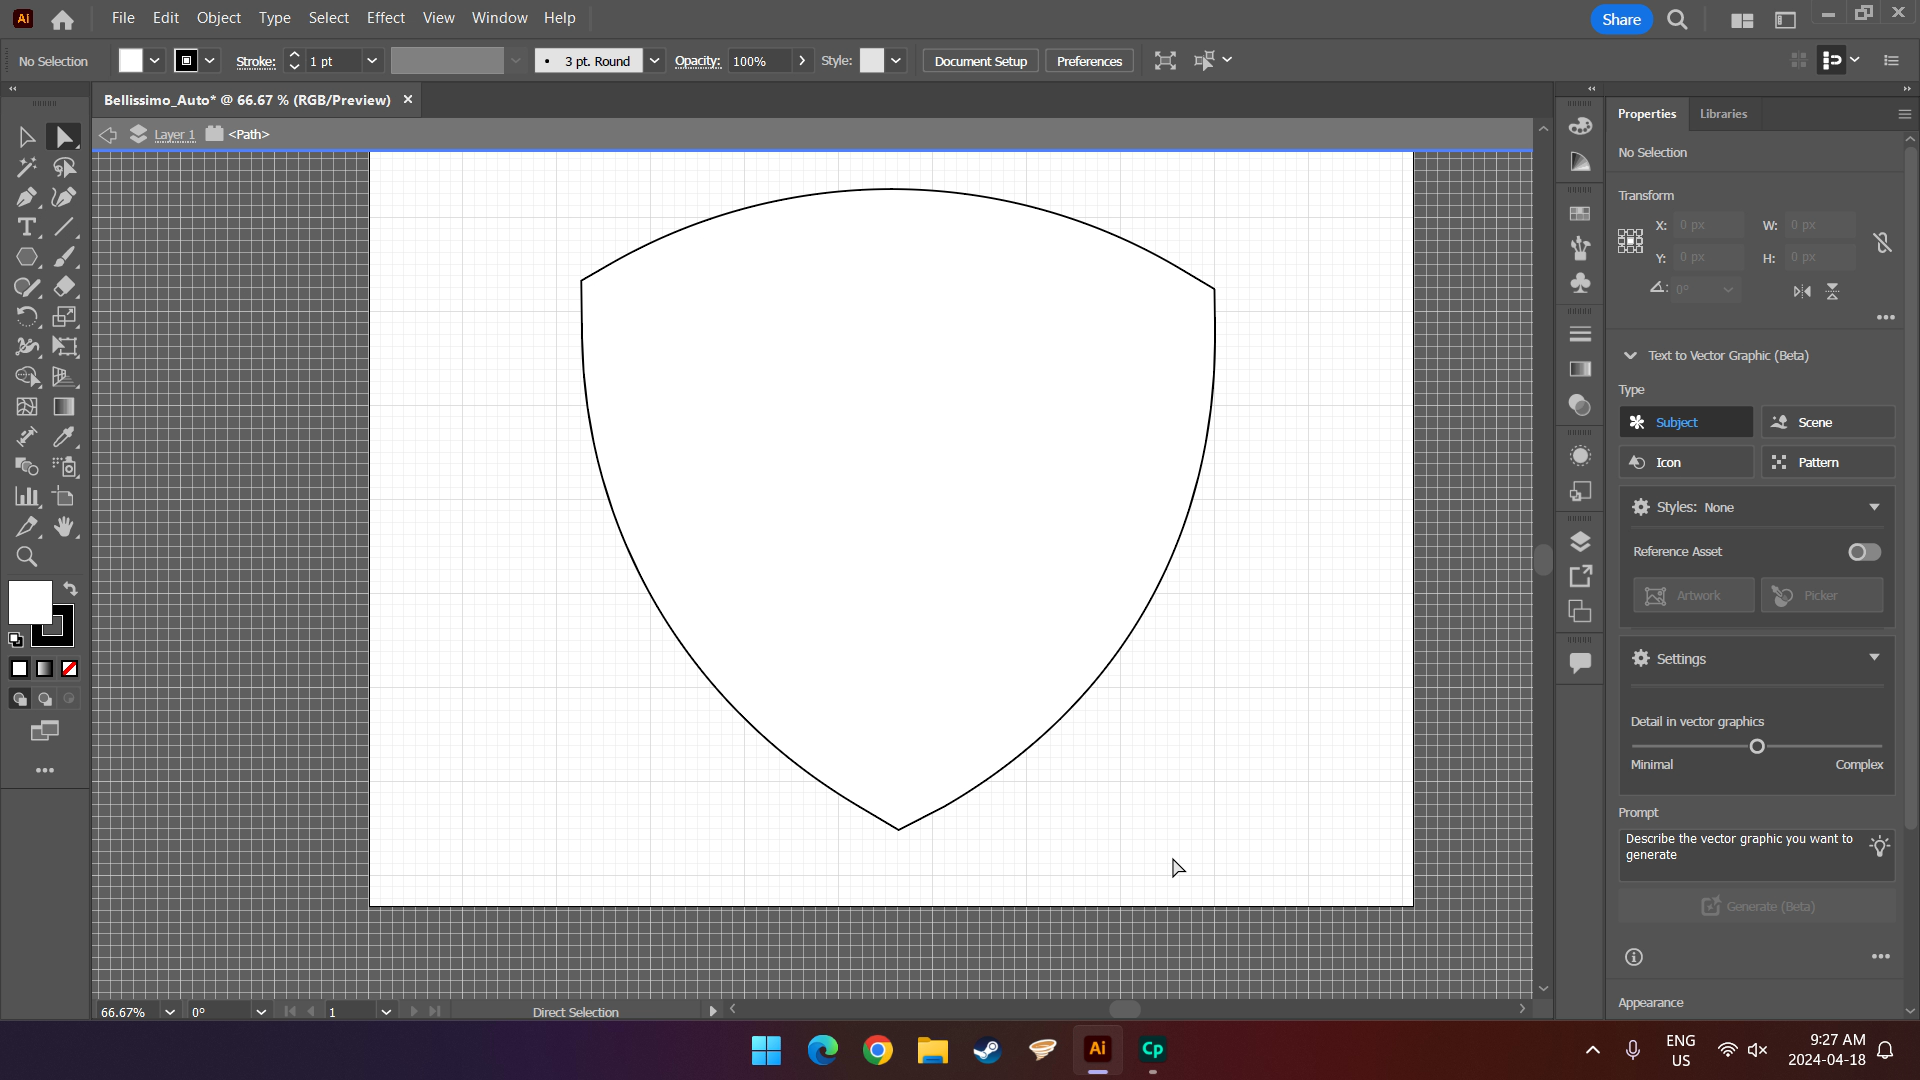 Ai File Edit Object Type Select Effect View Window Help Share
No Selection Stroke: 1 pt 3 pt. Round Opacity: 100% Style: Document Setup Preferences
Bellissimo_Auto* @ 66.67 % (RGB/Preview) ×
Layer 1 <Path>
Properties Libraries
No Selection
Transform
X: 0 px W: 0 px
Y: 0 px H: 0 px
0°
Text to Vector Graphic (Beta)
Type
Subject Scene
Icon Pattern
Styles: None
Reference Asset
Artwork Picker
Settings
Detail in vector graphics
Minimal Complex
Prompt
Describe the vector graphic you want to
generate
Generate (Beta)
Appearance
66.67% 0° 1 Direct Selection
Ai Cp
ENG
US
9:27 AM
2024-04-18